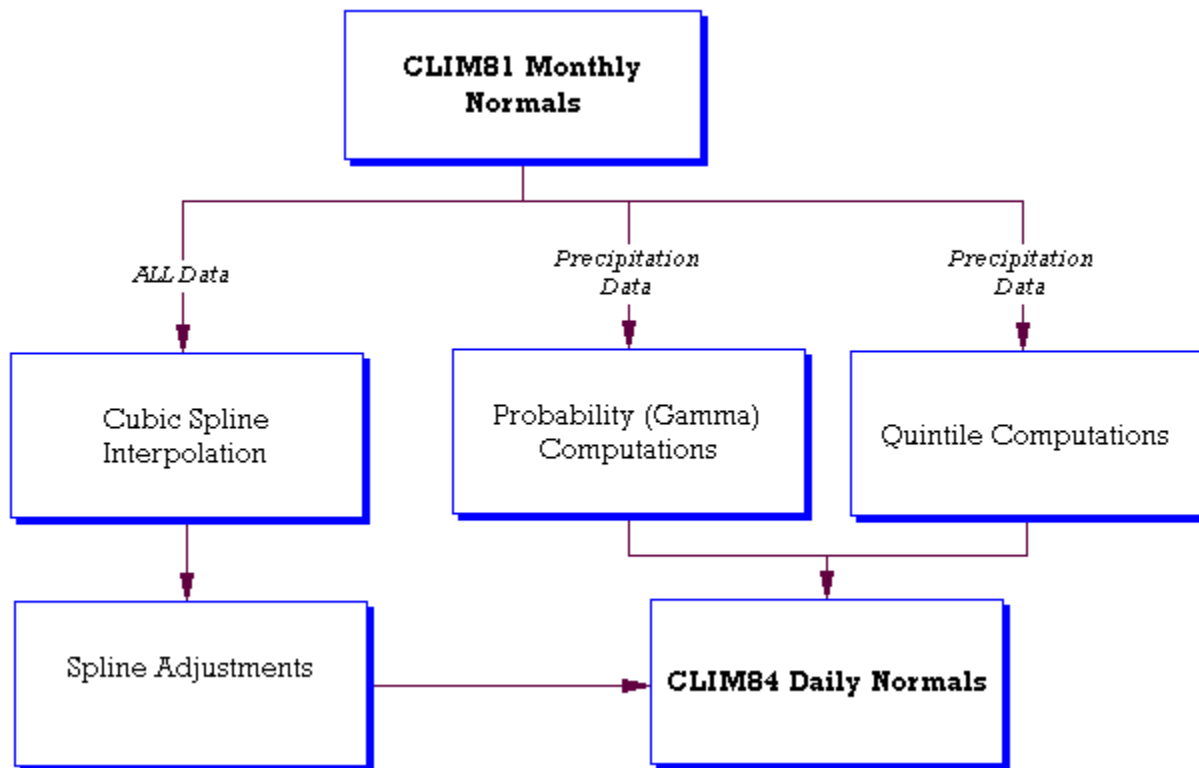 CLIM81 Monthly
Normals
ALL Data
Precipitation
Data
Precipitation
Data
Cubic Spline
Interpolation
Probability (Gamma)
Computations
Quintile Computations
Spline Adjustments
CLIM84 Daily Normals